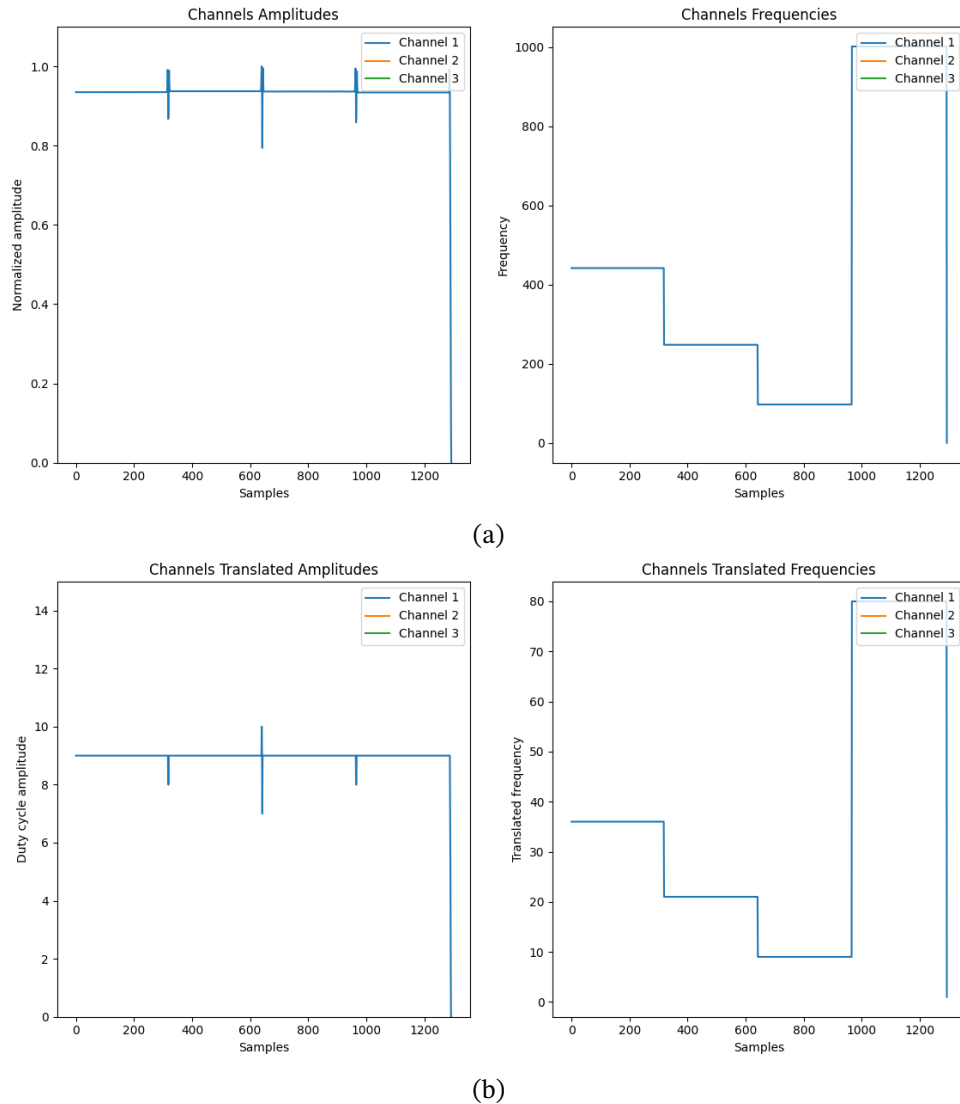 Channels Amplitudes
Normalized amplitude
1.0
0.8
0.6
0.4
0.2
0.0
Channel 1
Channel 2
Channel 3
0 200 400 600 800 1000 1200
Samples
Channels Frequencies
Frequency
1000
800
600
400
200
0
Channel 1
Channel 2
Channel 3
0 200 400 600 800 1000 1200
Samples
(a)
Channels Translated Amplitudes
Duty cycle amplitude
14
12
10
8
6
4
2
0
Channel 1
Channel 2
Channel 3
0 200 400 600 800 1000 1200
Samples
Channels Translated Frequencies
Translated frequency
80
70
60
50
40
30
20
10
0
Channel 1
Channel 2
Channel 3
0 200 400 600 800 1000 1200
Samples
(b)